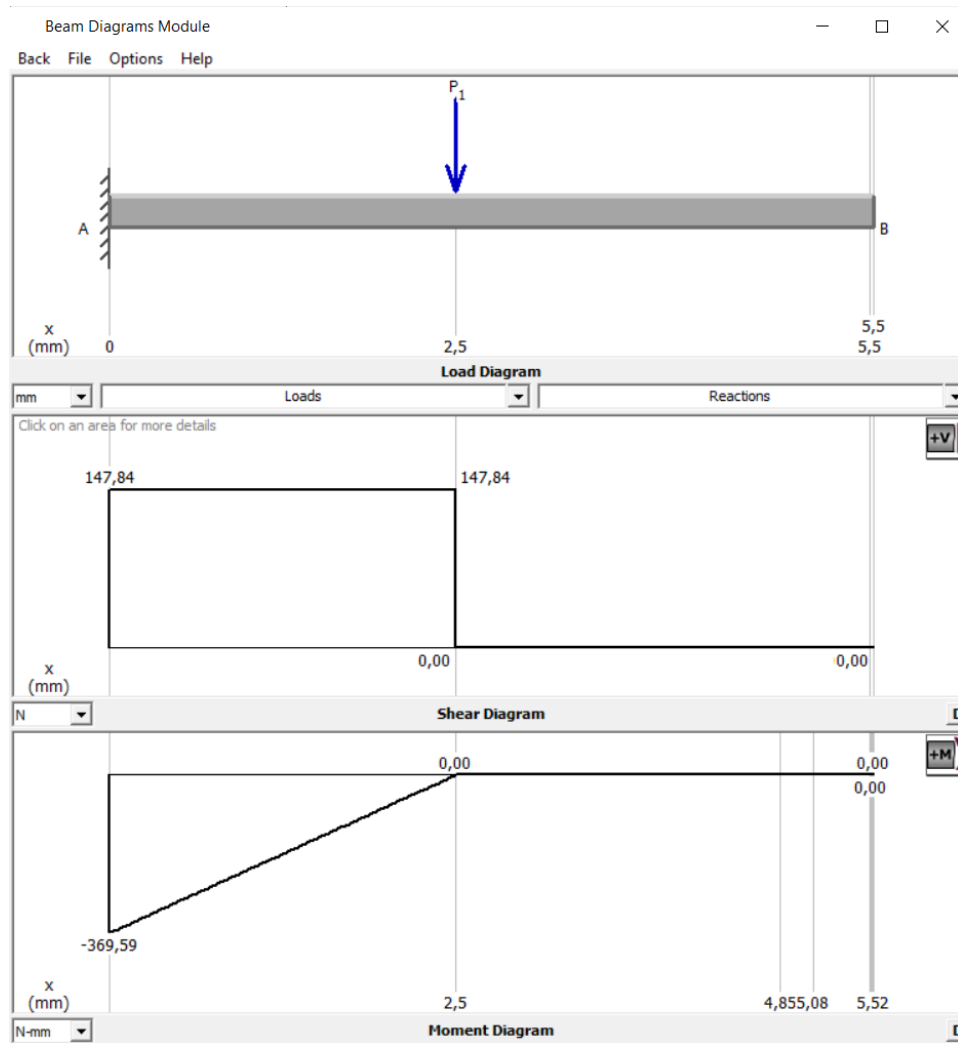 Beam Diagrams Module
Back File Options Help
P1
A
B
x
(mm)
0
2,5
5,5
5,5
Load Diagram
mm
Loads
Reactions
Click on an area for more details
+V
147,84
147,84
0,00
0,00
x
(mm)
N
Shear Diagram
0,00
0,00
0,00
+M
-369,59
x
(mm)
2,5
4,855,08
5,52
N-mm
Moment Diagram